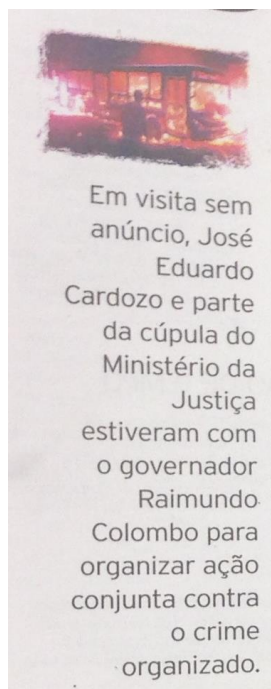 Em visita sem
anúncio, José
Eduardo
Cardozo e parte
da cúpula do
Ministério da
Justiça
estiveram com
o governador
Raimundo
Colombo para
organizar ação
conjunta contra
o crime
organizado.